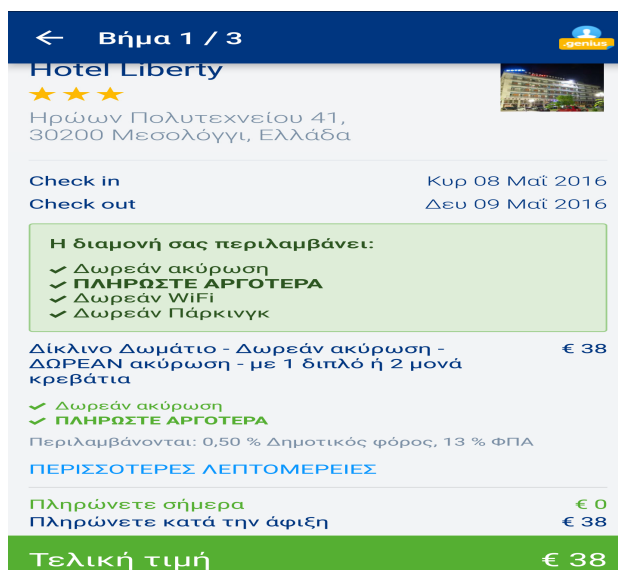 Βήμα 1 / 3
.genius
Hotel Liberty
Ηρώων Πολυτεχνείου 41,
30200 Μεσολόγγι, Ελλάδα
Check in Κυρ 08 Μαΐ 2016
Check out Δευ 09 Μαΐ 2016
Η διαμονή σας περιλαμβάνει:
Δωρεάν ακύρωση
ΠΛΗΡΩΣΤΕ ΑΡΓΟΤΕΡΑ
Δωρεάν WiFi
Δωρεάν Πάρκινγκ
Δίκλινο Δωμάτιο - Δωρεάν ακύρωση - € 38
ΔΩΡΕΑΝ ακύρωση - με 1 διπλό ή 2 μονά
κρεβάτια
Δωρεάν ακύρωση
ΠΛΗΡΩΣΤΕ ΑΡΓΟΤΕΡΑ
Περιλαμβάνονται: 0,50 % Δημοτικός φόρος, 13 % ΦΠΑ
ΠΕΡΙΣΣΟΤΕΡΕΣ ΛΕΠΤΟΜΕΡΕΙΕΣ
Πληρώνετε σήμερα € 0
Πληρώνετε κατά την άφιξη € 38
Τελική τιμή € 38